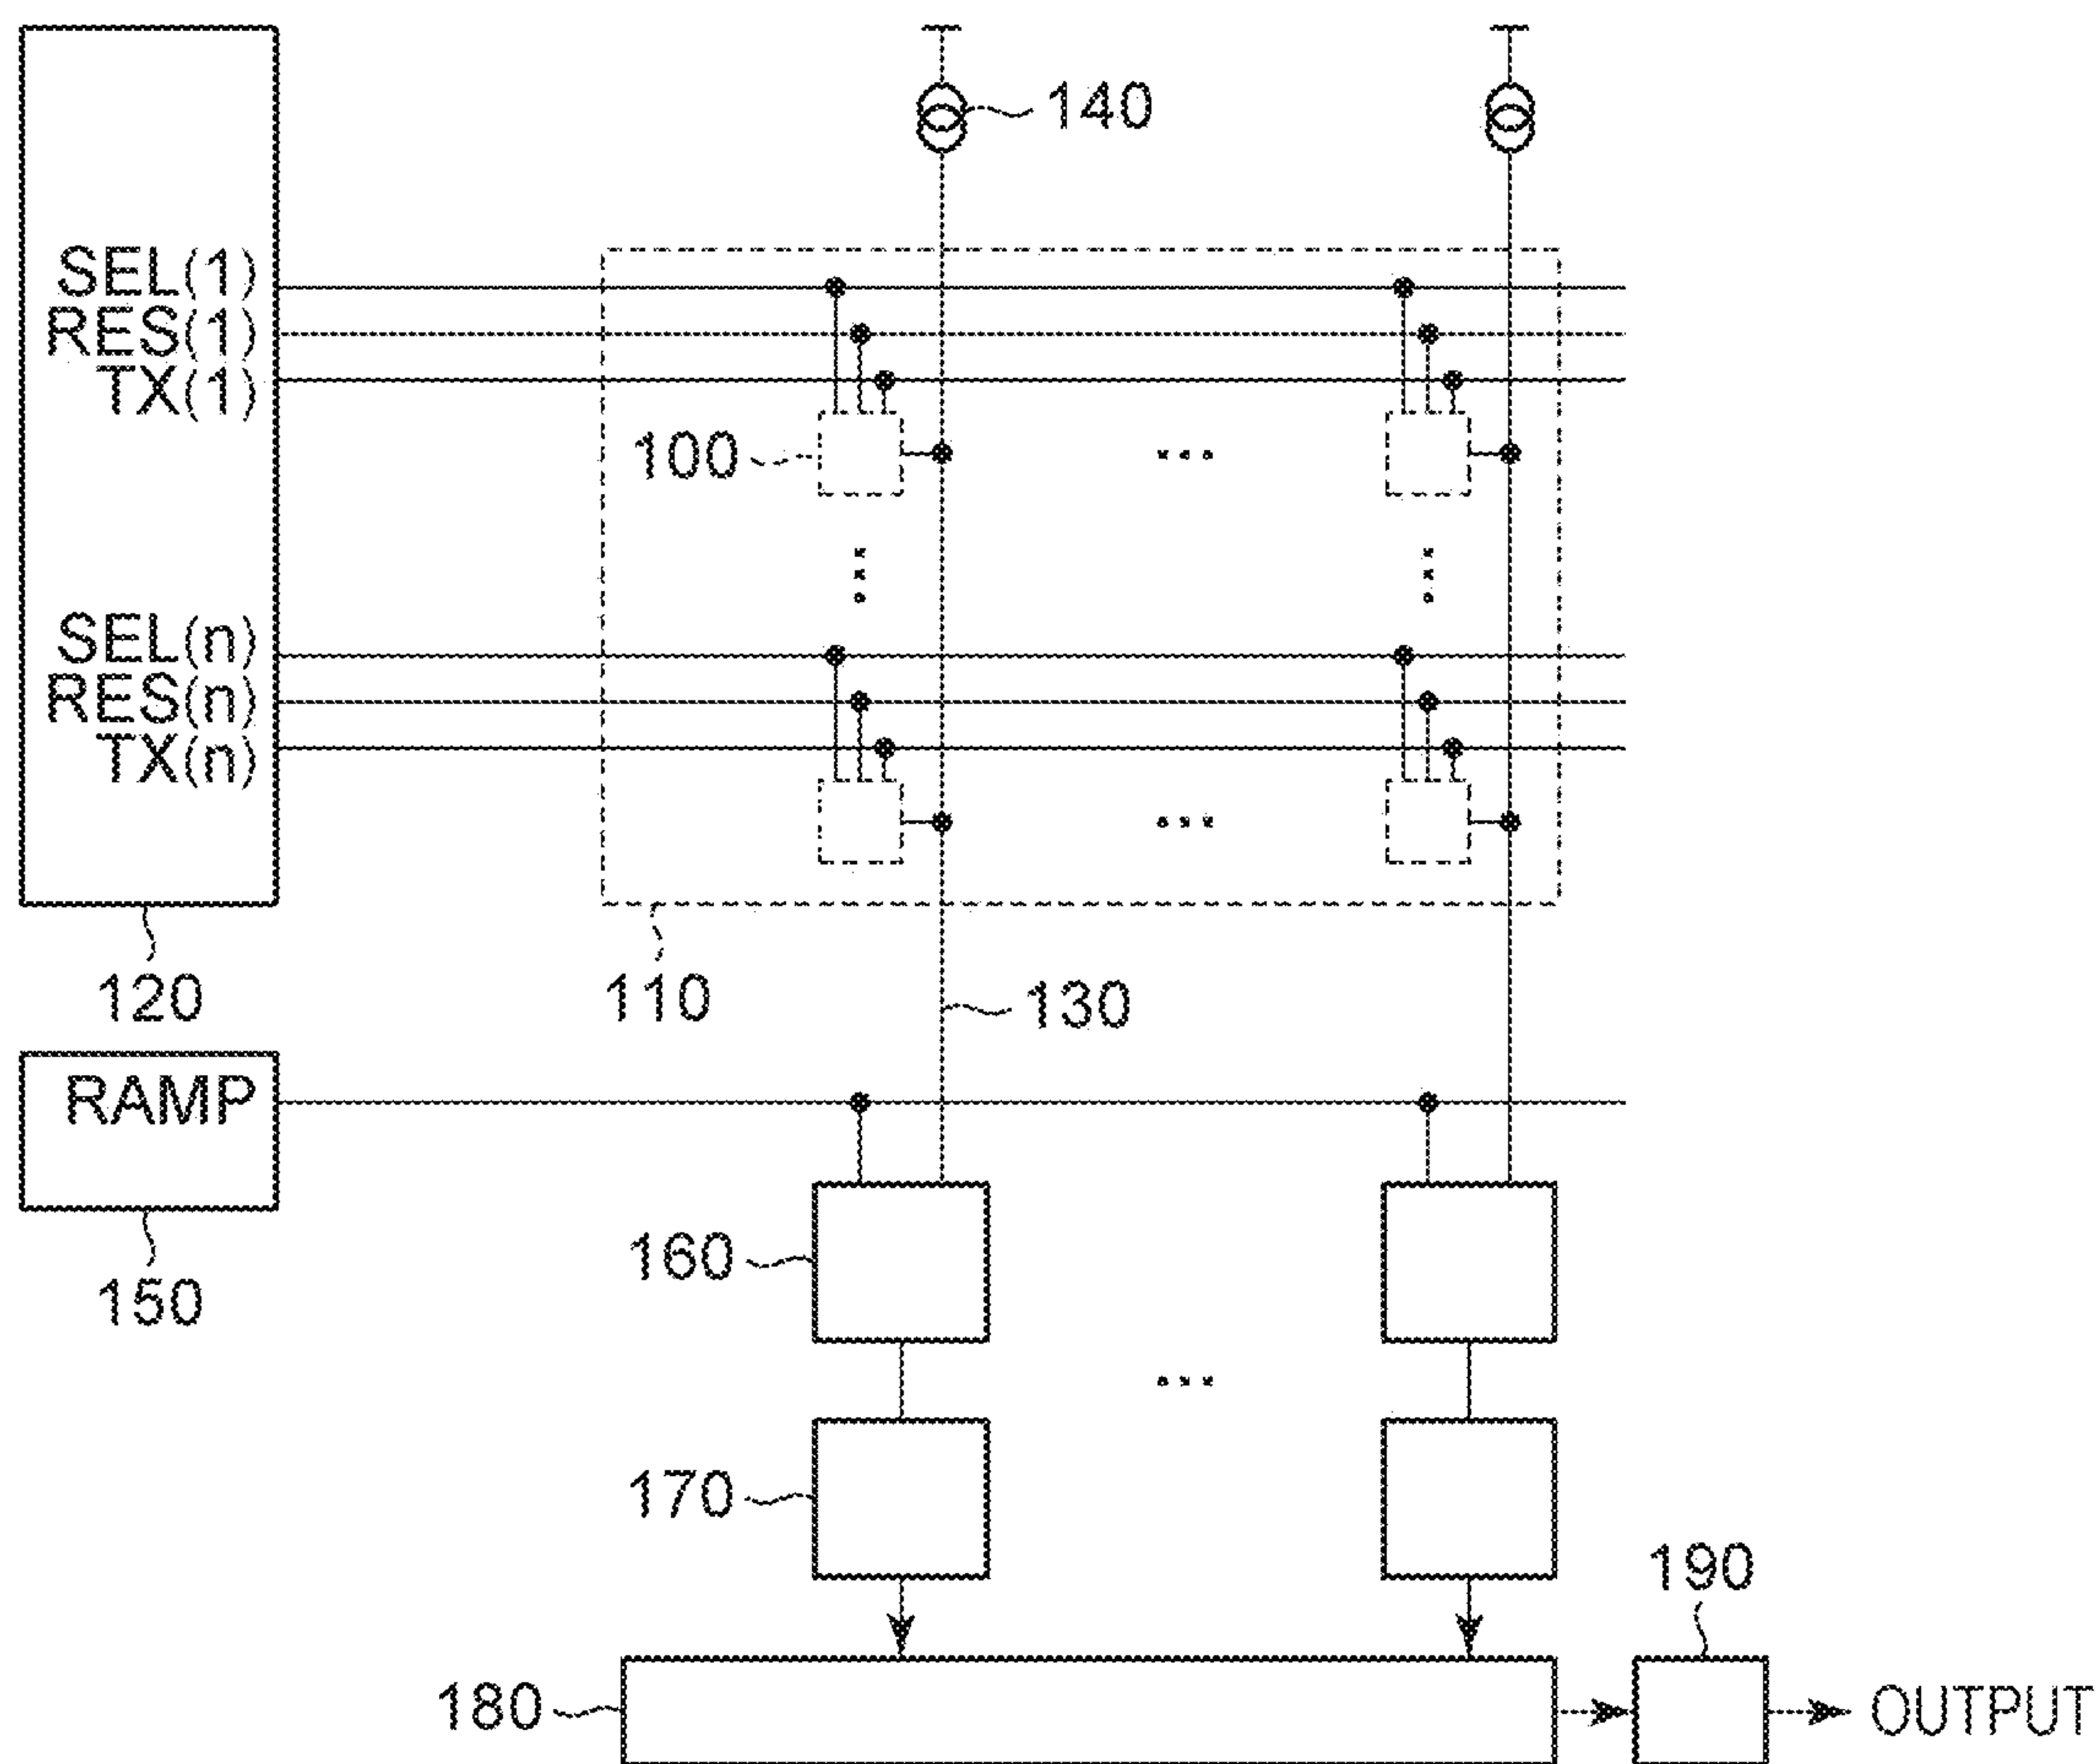 140
SEL(1)
RES(1)
TX(1)
100
SEL(n)
RES(n)
TX(n)
120
110
130
RAMP
150
160
170
190
180
OUTPUT